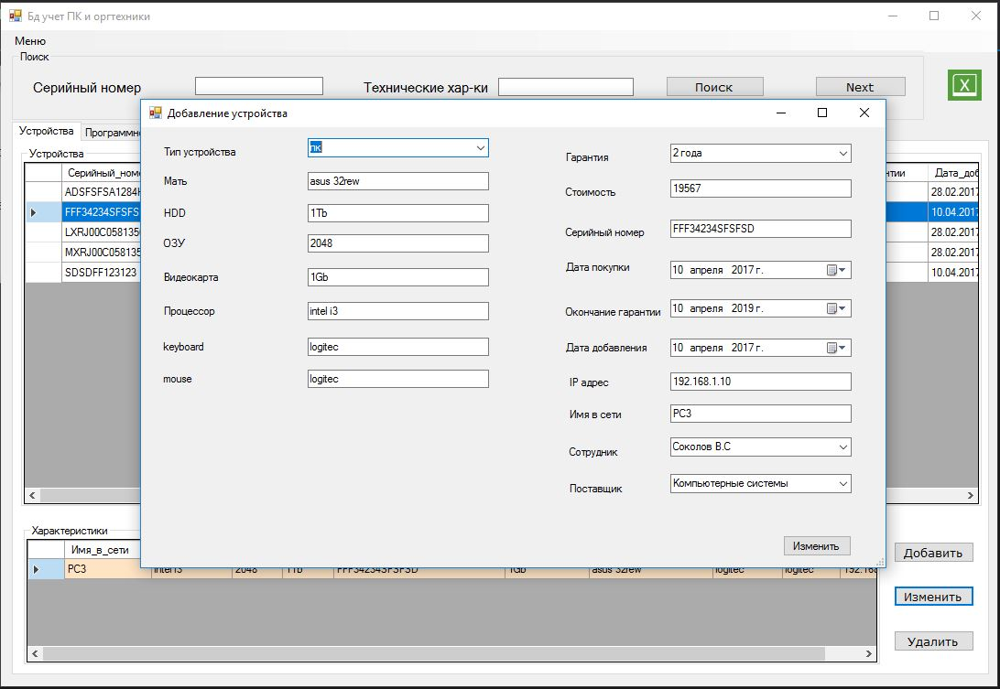 Бд учет ПК и оргтехники
Меню
Поиск
Серийный номер
Технические хар-ки
Поиск
Next
X
Устройства
Программно
Устройства
Серийный_номе
нтии
Дата_доб
ADSFSFSA1284H
28.02.2017
FFF34234SFSFS
10.04.2017
LXRJ00C058135
28.02.2017
MXRJ00C058135
28.02.2017
SDSDFF123123
10.04.2017
Добавление устройства
Тип устройства
пк
Мать
asus 32rew
HDD
1Tb
ОЗУ
2048
Видеокарта
1Gb
Процессор
intel i3
keyboard
logitec
mouse
logitec
Гарантия
2 года
Стоимость
19567
Серийный номер
FFF34234SFSFSD
Дата покупки
10 апреля 2017 г.
Окончание гарантии
10 апреля 2019 г.
Дата добавления
10 апреля 2017 г.
IP адрес
192.168.1.10
Имя в сети
PC3
Сотрудник
Соколов В.С
Поставщик
Компьютерные системы
Изменить
Характеристики
Имя_в_сети
PC3
intel i3
2048
1Tb
FFF34234SFSFSD
1Gb
asus 32rew
logitec
logitec
192.168
Добавить
Изменить
Удалить